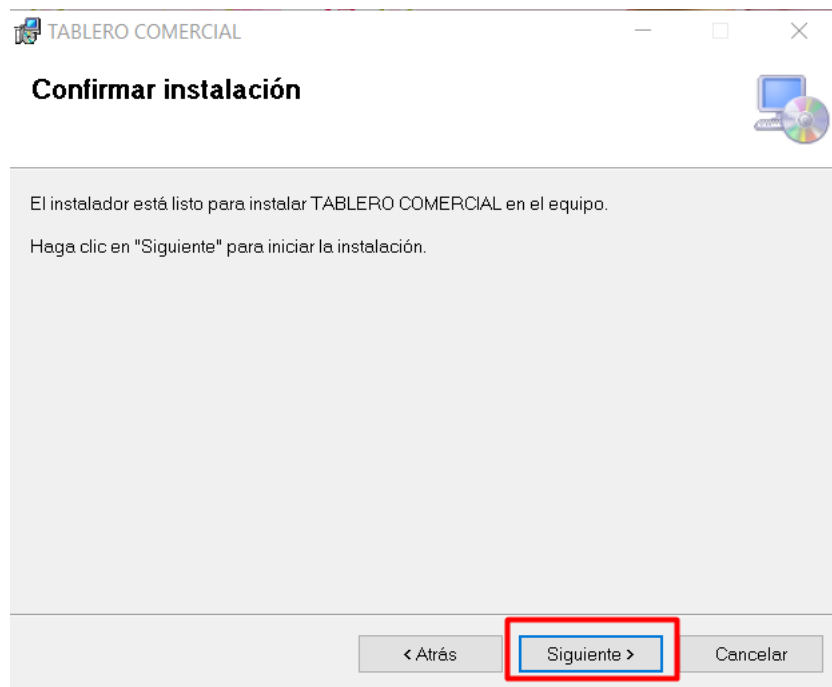 TABLERO COMERCIAL
Confirmar instalación
El instalador está listo para instalar TABLERO COMERCIAL en el equipo.
Haga clic en "Siguiente" para iniciar la instalación.
< Atrás
Siguiente >
Cancelar